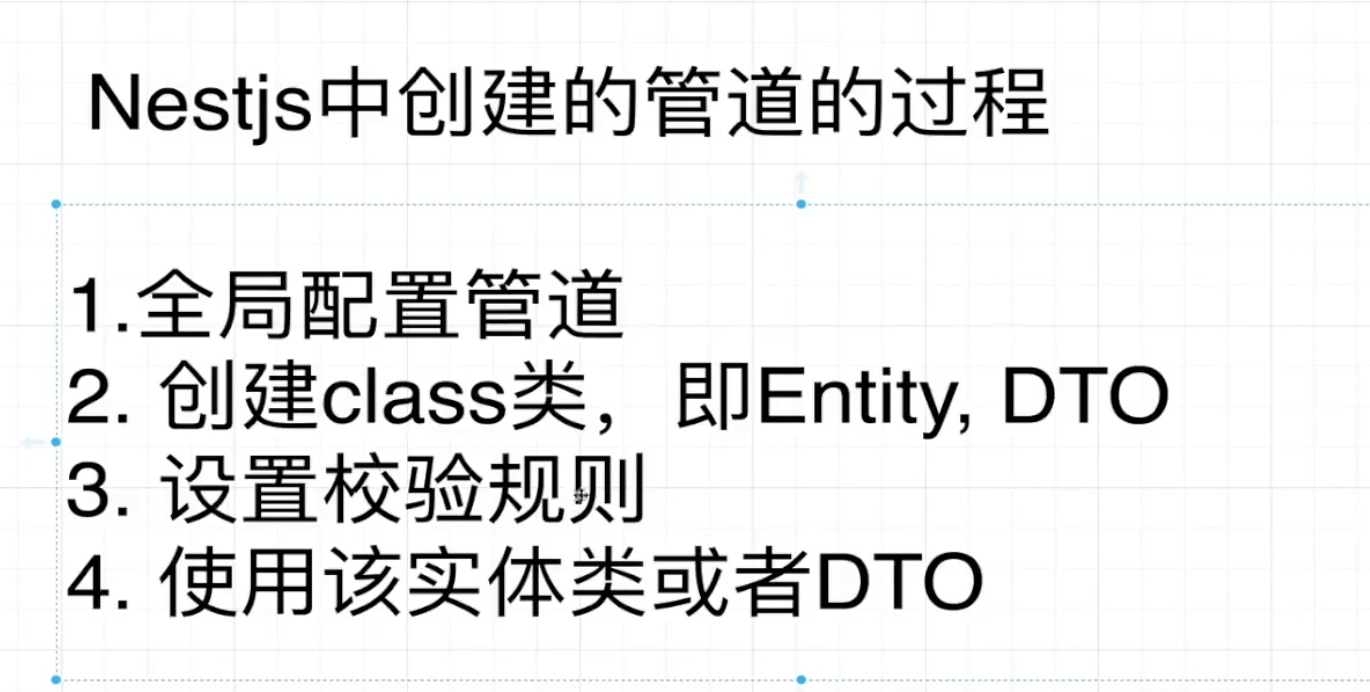 Nestjs中创建的管道的过程
1.全局配置管道
2. 创建class类，即Entity, DTO
3. 设置校验规则
4. 使用该实体类或者DTO